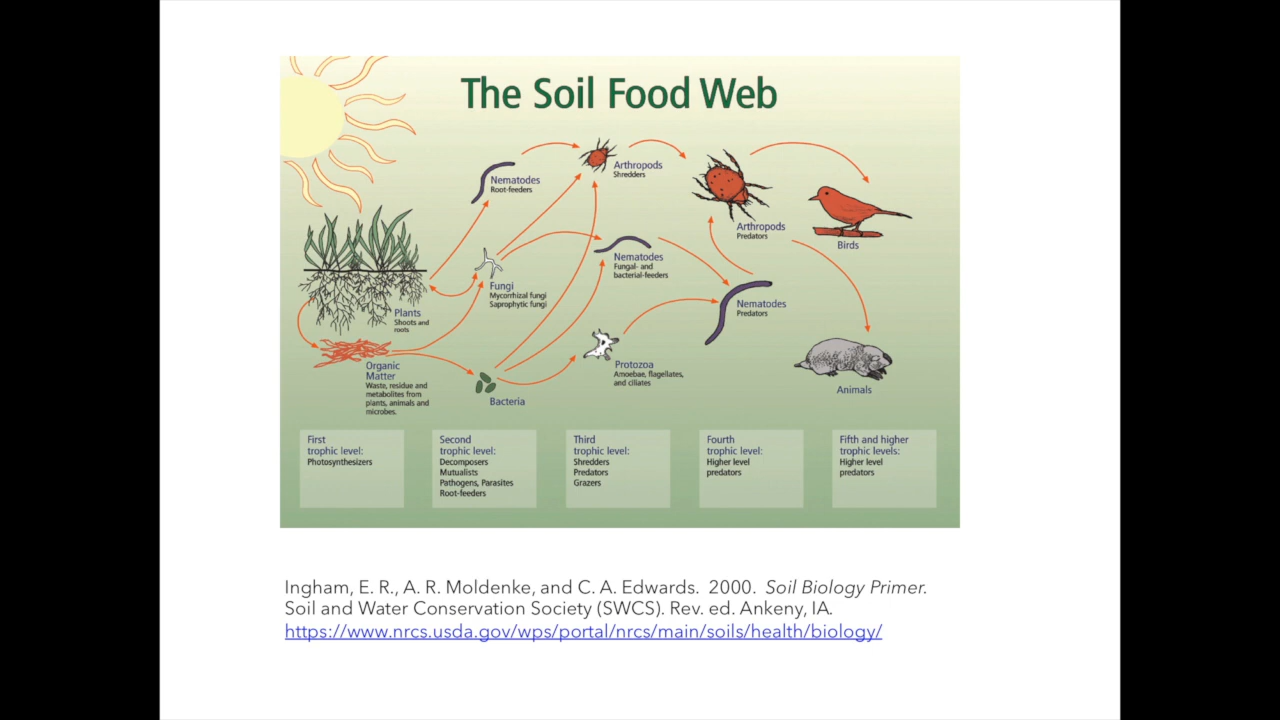 The Soil Food Web
Nematodes
Root-feeders
Arthropods
Shredders
Arthropods
Predators
Birds
Nematodes
Fungal- and
bacterial-feeders
Fungi
Mycorrhizal fungi
Saprophytic fungi
Nematodes
Predators
Plants
Shoots and
roots
Organic
Matter
Waste, residue and
metabolites from
plants, animals and
microbes.
Protozoa
Amoebae, flagellates,
and ciliates
Bacteria
Animals
First
trophic level:
Photosynthesizers
Second
trophic level:
Decomposers
Mutualists
Pathogens, Parasites
Root-feeders
Third
trophic level:
Shredders
Predators
Grazers
Fourth
trophic level:
Higher level
predators
Fifth and higher
trophic levels:
Higher level
predators
Ingham, E. R., A. R. Moldenke, and C. A. Edwards. 2000. Soil Biology Primer.
Soil and Water Conservation Society (SWCS). Rev. ed. Ankeny, IA.
https://www.nrcs.usda.gov/wps/portal/nrcs/main/soils/health/biology/